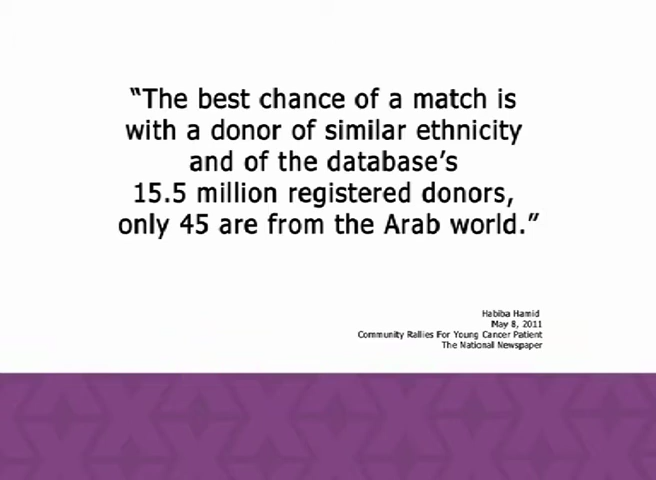 “The best chance of a match is
with a donor of similar ethnicity
and of the database’s
15.5 million registered donors,
only 45 are from the Arab world.”
Habiba Hamid
May 8, 2011
Community Rallies For Young Cancer Patient
The National Newspaper